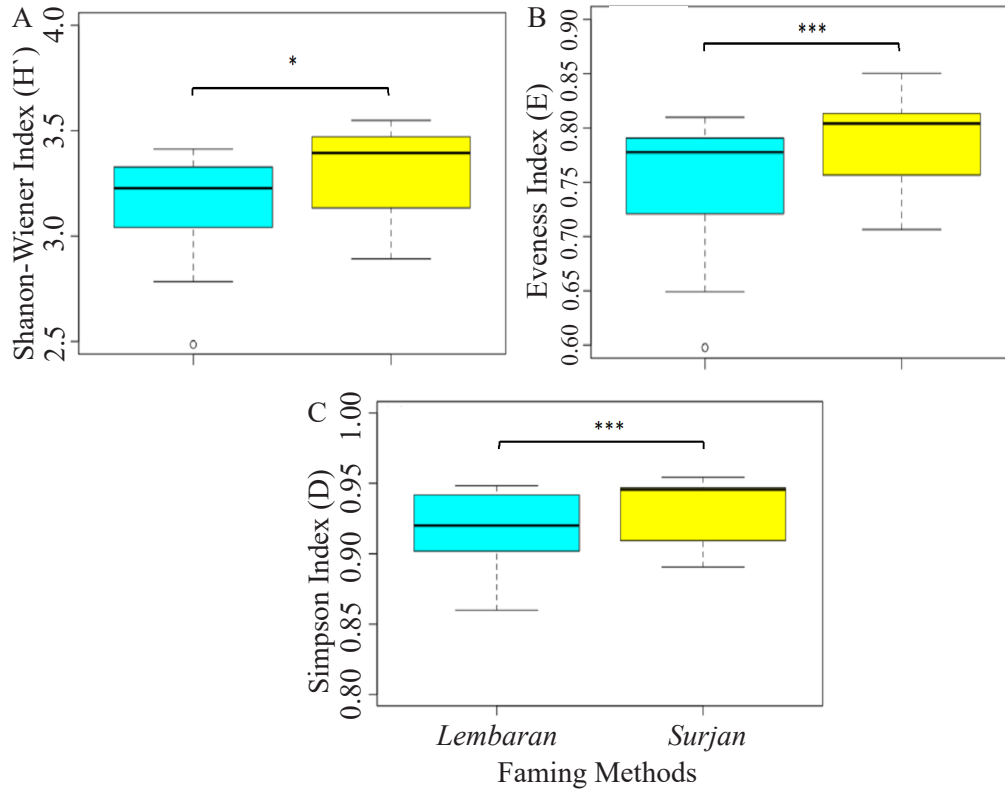 A
Shanon-Wiener Index (H`)
4.0
3.5
3.0
2.5
*
B
Eveness Index (E)
0.90
0.85
0.80
0.75
0.70
0.65
0.60
***
C
Simpson Index (D)
1.00
0.95
0.90
0.85
0.80
***
Lembaran Surjan
Faming Methods